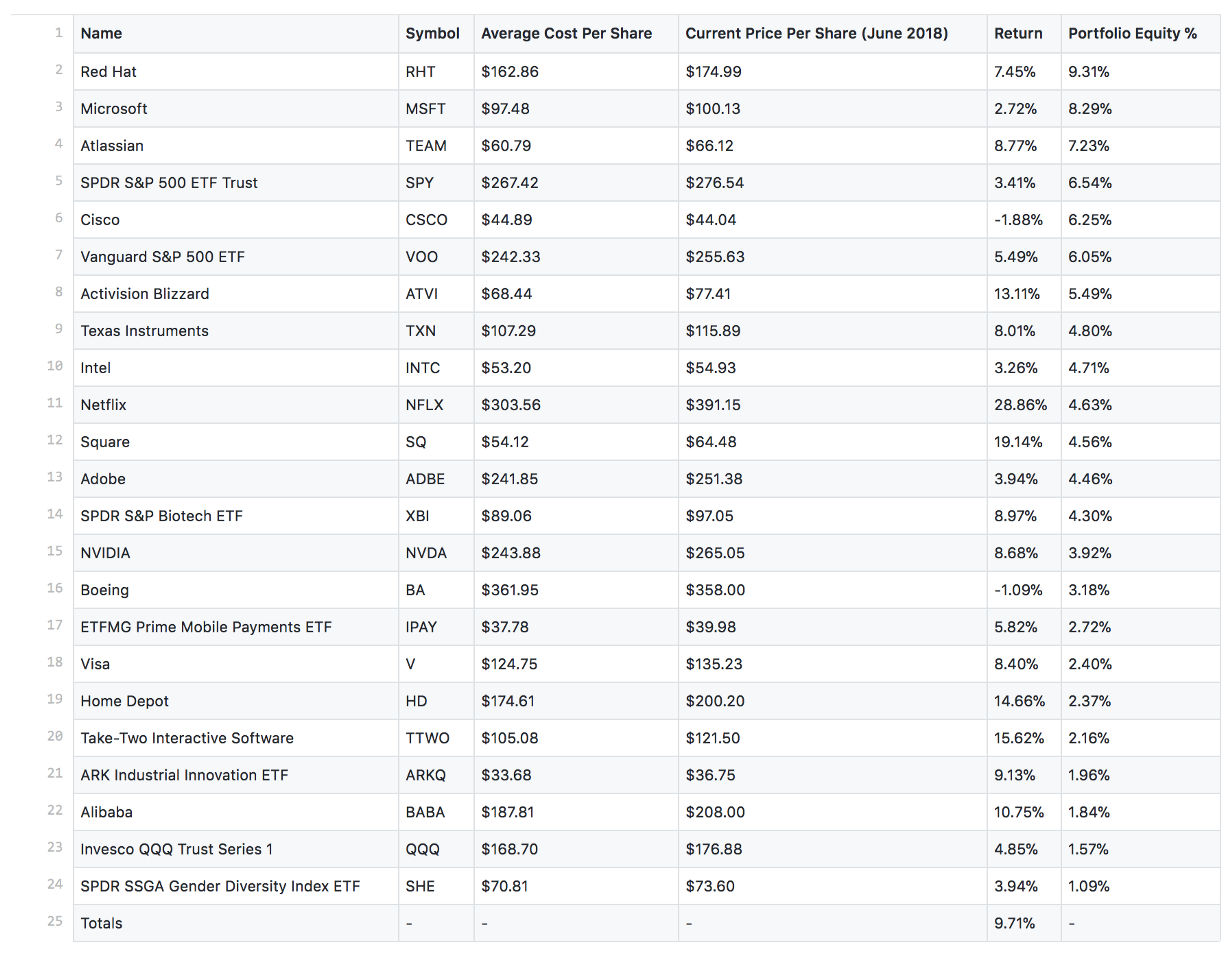 1 Name Symbol Average Cost Per Share Current Price Per Share (June 2018) Return Portfolio Equity %
2 Red Hat RHT $162.86 $174.99 7.45% 9.31%
3 Microsoft MSFT $97.48 $100.13 2.72% 8.29%
4 Atlassian TEAM $60.79 $66.12 8.77% 7.23%
5 SPDR S&P 500 ETF Trust SPY $267.42 $276.54 3.41% 6.54%
6 Cisco CSCO $44.89 $44.04 -1.88% 6.25%
7 Vanguard S&P 500 ETF VOO $242.33 $255.63 5.49% 6.05%
8 Activision Blizzard ATVI $68.44 $77.41 13.11% 5.49%
9 Texas Instruments TXN $107.29 $115.89 8.01% 4.80%
10 Intel INTC $53.20 $54.93 3.26% 4.71%
11 Netflix NFLX $303.56 $391.15 28.86% 4.63%
12 Square SQ $54.12 $64.48 19.14% 4.56%
13 Adobe ADBE $241.85 $251.38 3.94% 4.46%
14 SPDR S&P Biotech ETF XBI $89.06 $97.05 8.97% 4.30%
15 NVIDIA NVDA $243.88 $265.05 8.68% 3.92%
16 Boeing BA $361.95 $358.00 -1.09% 3.18%
17 ETFMG Prime Mobile Payments ETF IPAY $37.78 $39.98 5.82% 2.72%
18 Visa V $124.75 $135.23 8.40% 2.40%
19 Home Depot HD $174.61 $200.20 14.66% 2.37%
20 Take-Two Interactive Software TTWO $105.08 $121.50 15.62% 2.16%
21 ARK Industrial Innovation ETF ARKQ $33.68 $36.75 9.13% 1.96%
22 Alibaba BABA $187.81 $208.00 10.75% 1.84%
23 Invesco QQQ Trust Series 1 QQQ $168.70 $176.88 4.85% 1.57%
24 SPDR SSGA Gender Diversity Index ETF SHE $70.81 $73.60 3.94% 1.09%
25 Totals - - - 9.71% -